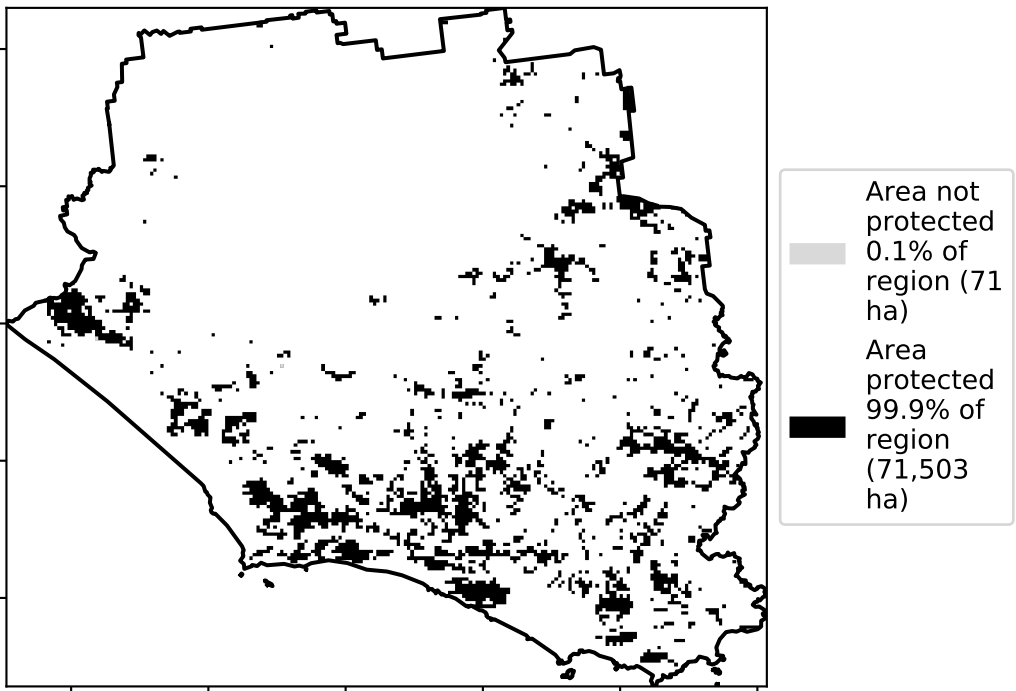 Area not
protected
0.1% of
region (71
ha)
Area
protected
99.9% of
region
(71,503
ha)